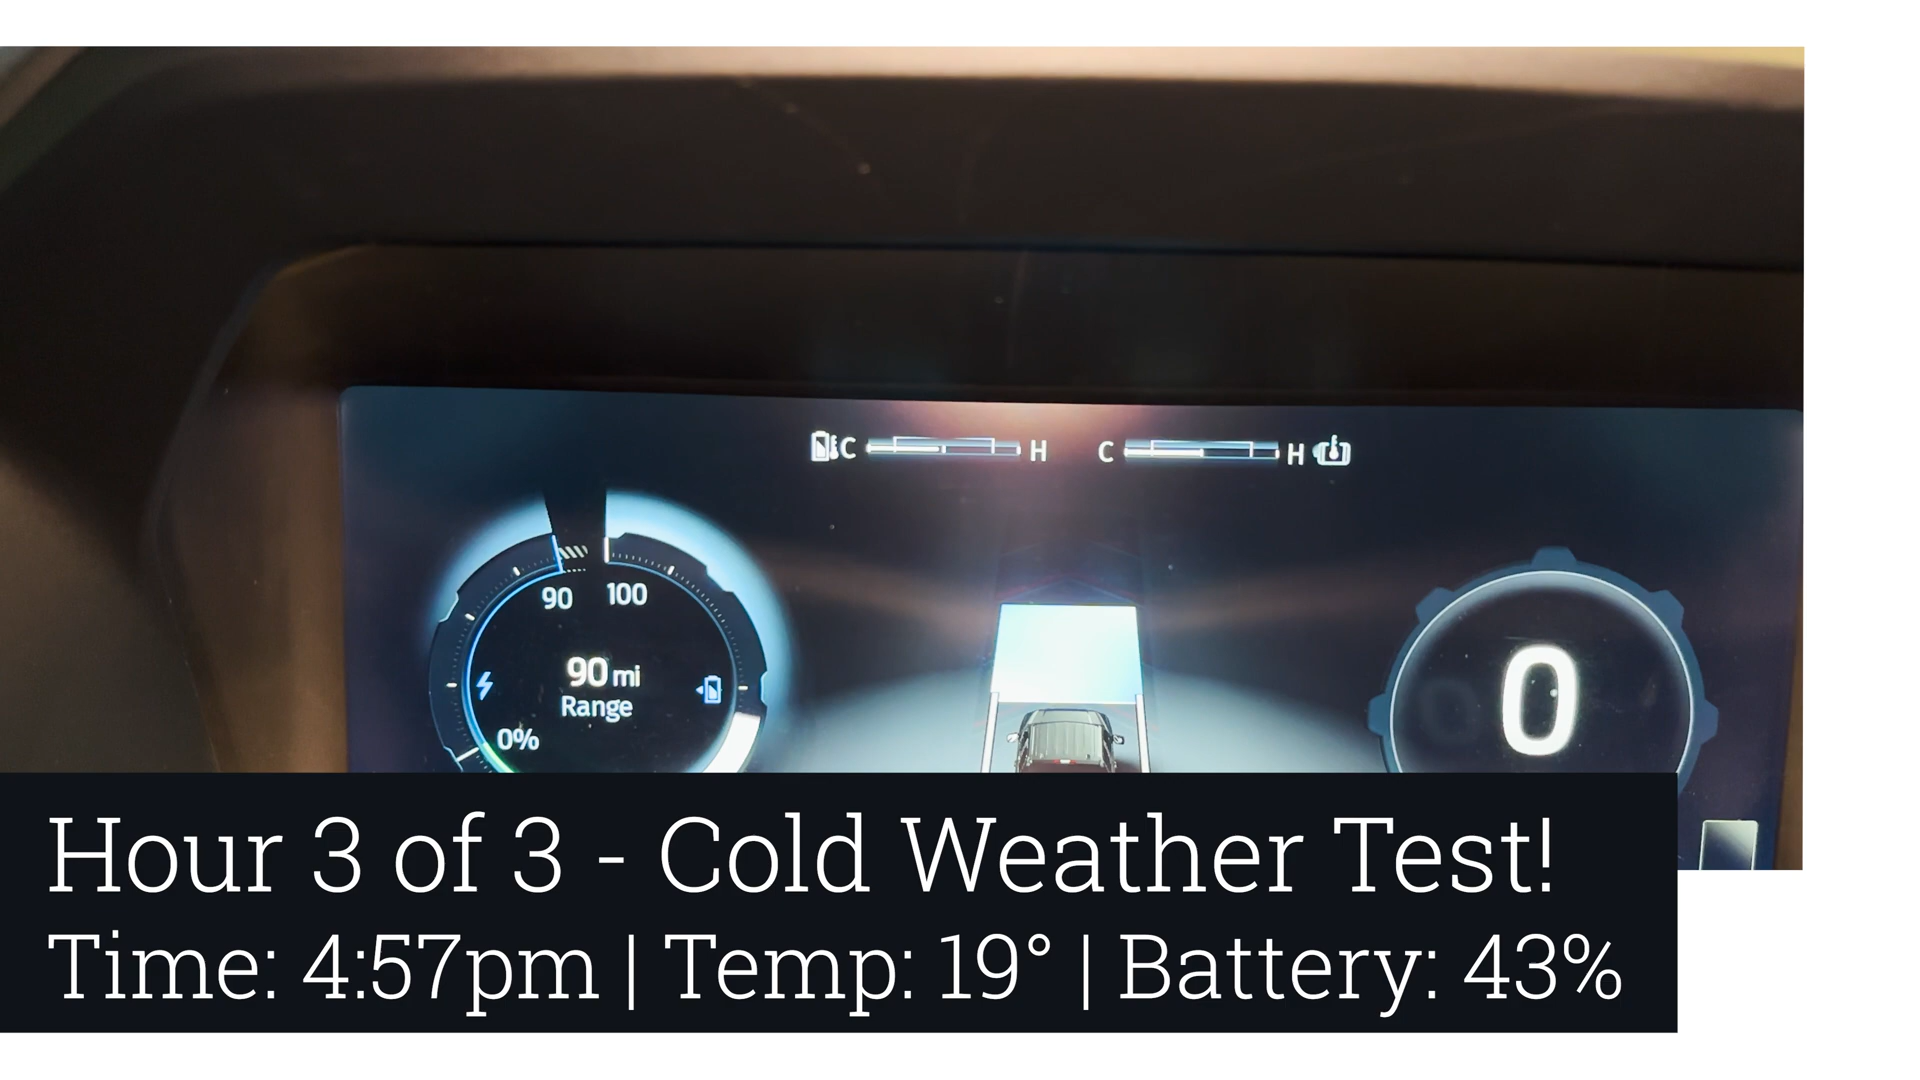 C H C H
90 100
90 mi
Range
0%
0
Hour 3 of 3 - Cold Weather Test!
Time: 4:57pm | Temp: 19° | Battery: 43%